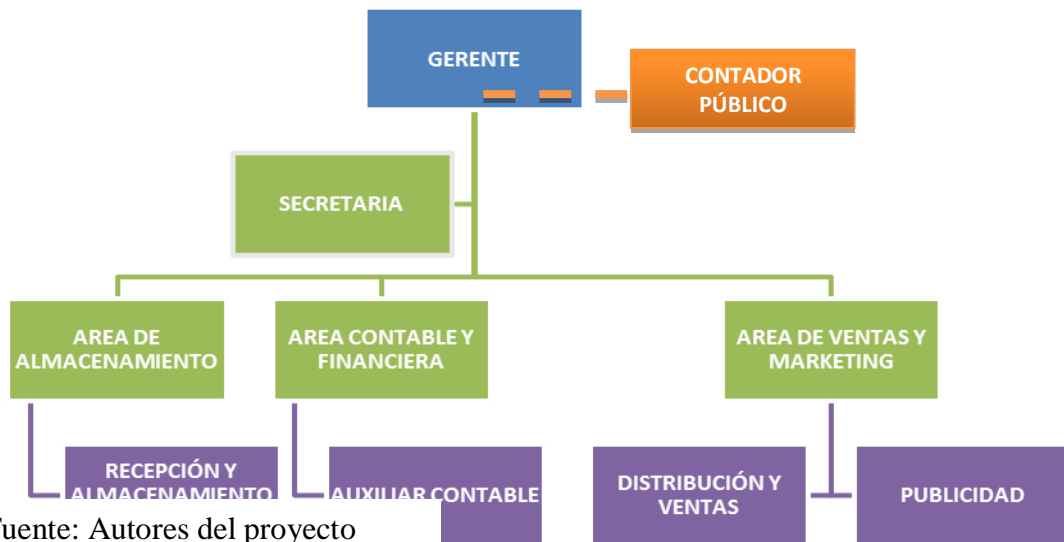 GERENTE
CONTADOR
PÚBLICO
SECRETARIA
AREA DE
ALMACENAMIENTO
AREA CONTABLE Y
FINANCIERA
AREA DE VENTAS Y
MARKETING
RECEPCIÓN Y
ALMACENAMIENTO
AUXILIAR CONTABLE
DISTRIBUCIÓN Y
VENTAS
PUBLICIDAD
Fuente: Autores del proyecto